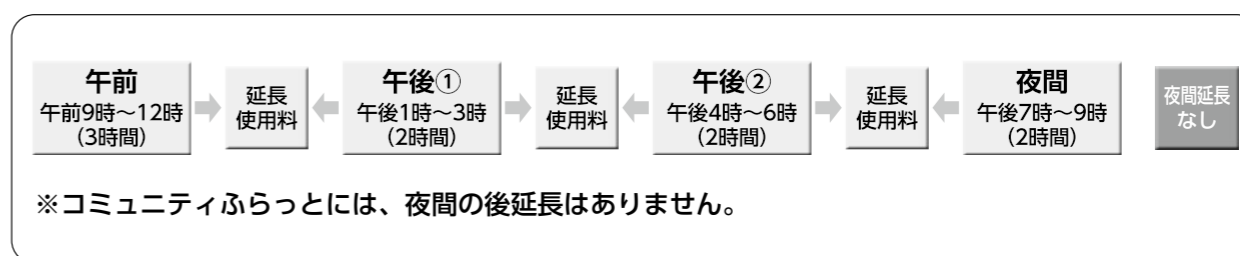 午前
午前9時〜12時
(3時間)
延長
使用料
午後①
午後1時〜3時
(2時間)
延長
使用料
午後②
午後4時〜6時
(2時間)
延長
使用料
夜間
午後7時〜9時
(2時間)
夜間延長
なし
※コミュニティふらっとには、夜間の後延長はありません。